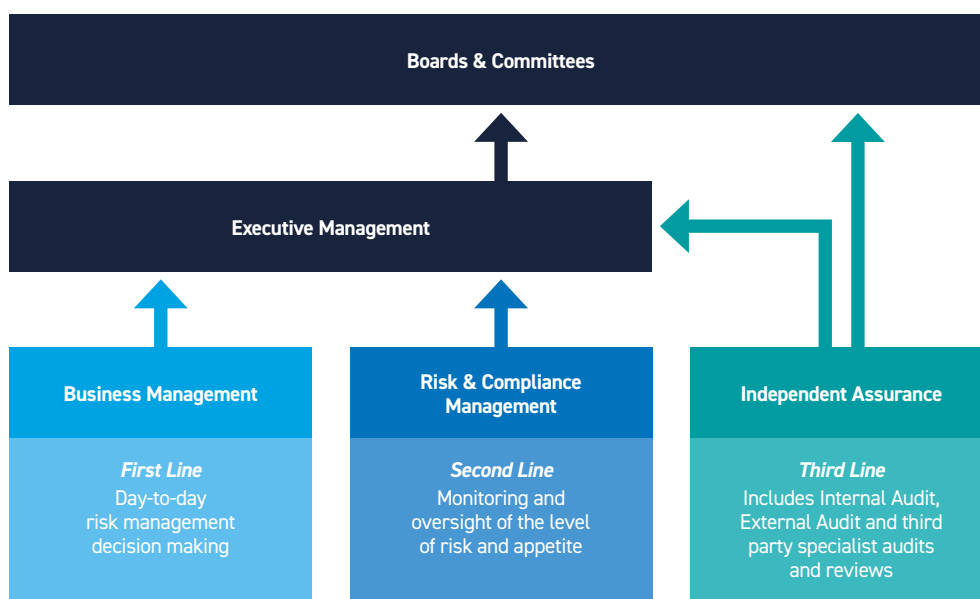 Boards & Committees
Executive Management
Business Management
First Line
Day-to-day
risk management
decision making
Risk & Compliance
Management
Second Line
Monitoring and
oversight of the level
of risk and appetite
Independent Assurance
Third Line
Includes Internal Audit,
External Audit and third
party specialist audits
and reviews